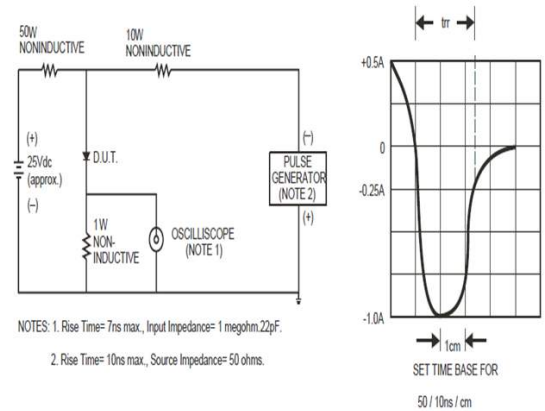 50W
NONINDUCTIVE
10W
NONINDUCTIVE
(+)
25Vdc
(approx.)
(–)
D.U.T.
1W
NON-
INDUCTIVE
OSCILLISCOPE
(NOTE 1)
(–)
PULSE
GENERATOR
(NOTE 2)
(+)
NOTES: 1. Rise Time= 7ns max., Input Impedance= 1 megohm.22pF.
2. Rise Time= 10ns max., Source Impedance= 50 ohms.
trr
+0.5A
0
-0.25A
-1.0A
1cm
SET TIME BASE FOR
50 / 10ns / cm